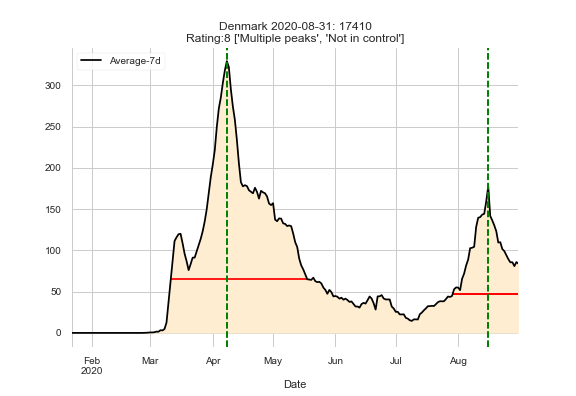 Denmark 2020-08-31: 17410
Rating:8 ['Multiple peaks', 'Not in control']
Average-7d
300
250
200
150
100
50
0
Feb Mar Apr May Jun Jul Aug
2020
Date